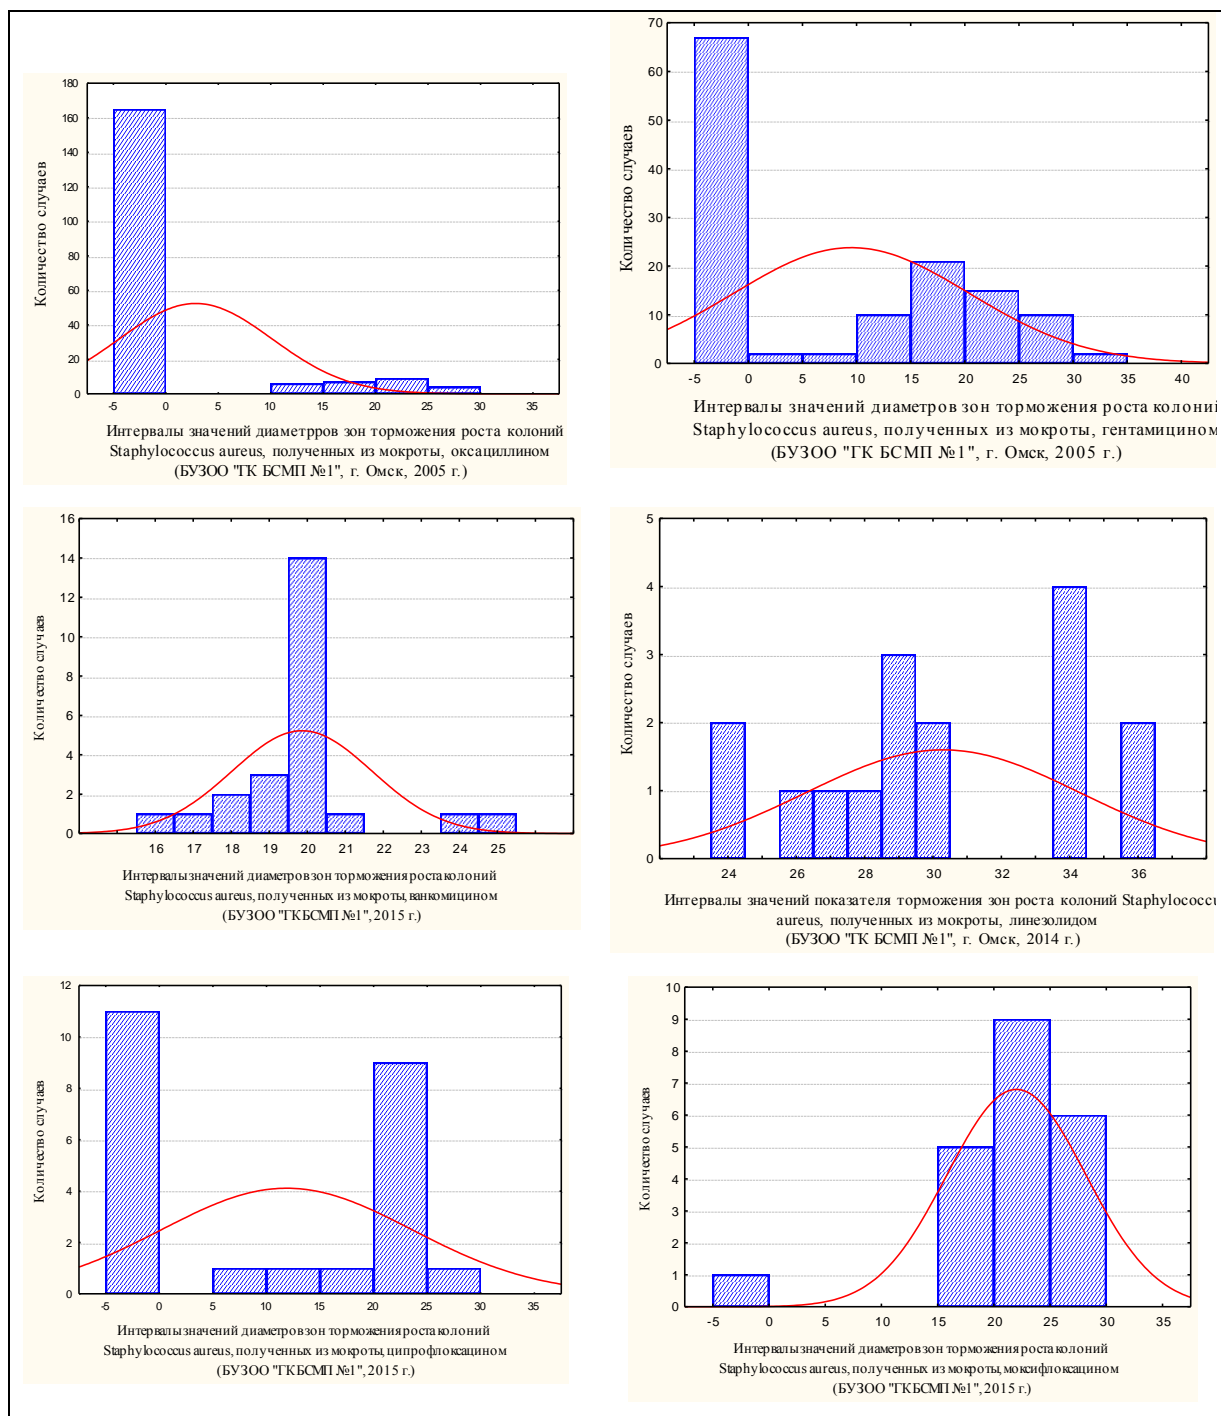 180
160
140
120
100
80
60
40
20
0
-5 0 5 10 15 20 25 30 35
Количество случаев
Интервалы значений диаметрров зон торможения роста колоний
Staphylococcus aureus, полученных из мокроты, оксациллином
(БУЗОО "ГК БСМП №1", г. Омск, 2005 г.)
70
60
50
40
30
20
10
0
-5 0 5 10 15 20 25 30 35 40
Количество случаев
Интервалы значений диаметров зон торможения роста колоний
Staphylococcus aureus, полученных из мокроты, гентамицином
(БУЗОО "ГК БСМП №1", г. Омск, 2005 г.)
16
14
12
10
8
6
4
2
0
16 17 18 19 20 21 22 23 24 25
Количество случаев
Интервалы значений диаметров зон торможения роста колоний
Staphylococcus aureus, полученных из мокроты, ванкомицином
(БУЗОО "ГК БСМП №1", 2015 г.)
5
4
3
2
1
0
24 26 28 30 32 34 36
Количество случаев
Интервалы значений показателя торможения зон роста колоний Staphylococcus
aureus, полученных из мокроты, линезолидом
(БУЗОО "ГК БСМП №1", г. Омск, 2014 г.)
12
10
8
6
4
2
0
-5 0 5 10 15 20 25 30 35
Количество случаев
Интервалы значений диаметров зон торможения роста колоний
Staphylococcus aureus, полученных из мокроты, ципрофлоксацином
(БУЗОО "ГК БСМП №1", 2015 г.)
10
9
8
7
6
5
4
3
2
1
0
-5 0 5 10 15 20 25 30 35
Количество случаев
Интервалы значений диаметров зон торможения роста колоний
Staphylococcus aureus, полученных из мокроты, моксифлоксацином
(БУЗОО "ГК БСМП №1", 2015 г.)